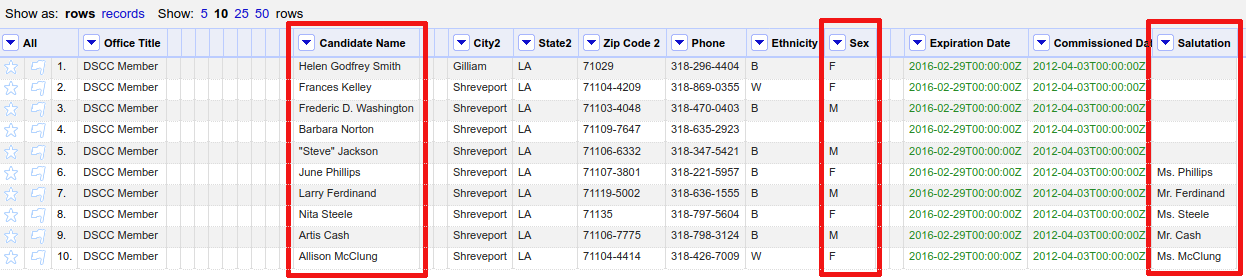 Show as: rows records Show: 5 10 25 50 rows
All Office Title Candidate Name City2 State2 Zip Code 2 Phone Ethnicity Sex Expiration Date Commissioned Dat Salutation
1. DSCC Member Helen Godfrey Smith Gilliam LA 71029 318-296-4404 B F 2016-02-29T00:00:00Z 2012-04-03T00:00:00Z
2. DSCC Member Frances Kelley Shreveport LA 71104-4209 318-869-0355 W F 2016-02-29T00:00:00Z 2012-04-03T00:00:00Z
3. DSCC Member Frederic D. Washington Shreveport LA 71103-4048 318-470-0403 B M 2016-02-29T00:00:00Z 2012-04-03T00:00:00Z
4. DSCC Member Barbara Norton Shreveport LA 71109-7647 318-635-2923 2016-02-29T00:00:00Z 2012-04-03T00:00:00Z
5. DSCC Member "Steve" Jackson Shreveport LA 71106-6332 318-347-5421 B M 2016-02-29T00:00:00Z 2012-04-03T00:00:00Z
6. DSCC Member June Phillips Shreveport LA 71107-3801 318-221-5957 B F 2016-02-29T00:00:00Z 2012-04-03T00:00:00Z Ms. Phillips
7. DSCC Member Larry Ferdinand Shreveport LA 71119-5002 318-636-1555 B M 2016-02-29T00:00:00Z 2012-04-03T00:00:00Z Mr. Ferdinand
8. DSCC Member Nita Steele Shreveport LA 71135 318-797-5604 B F 2016-02-29T00:00:00Z 2012-04-03T00:00:00Z Ms. Steele
9. DSCC Member Artis Cash Shreveport LA 71106-7775 318-798-3124 B M 2016-02-29T00:00:00Z 2012-04-03T00:00:00Z Mr. Cash
10. DSCC Member Allison McClung Shreveport LA 71104-4414 318-426-7009 W F 2016-02-29T00:00:00Z 2012-04-03T00:00:00Z Ms. McClung